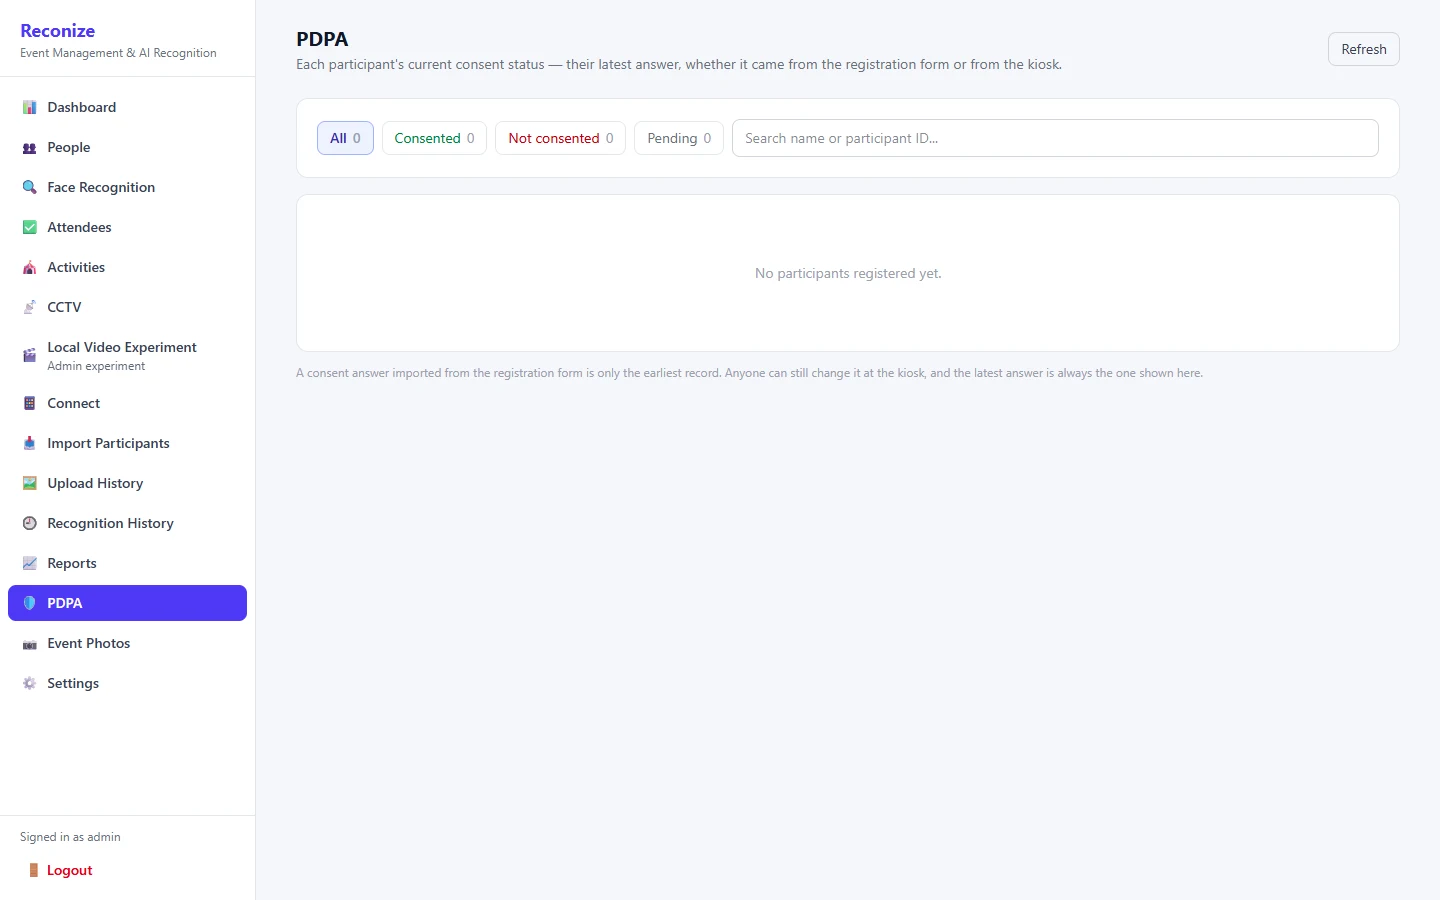 Reconize
Event Management & AI Recognition
Dashboard
People
Face Recognition
Attendees
Activities
CCTV
Local Video Experiment
Admin experiment
Connect
Import Participants
Upload History
Recognition History
Reports
PDPA
Event Photos
Settings
Signed in as admin
Logout
PDPA
Each participant's current consent status — their latest answer, whether it came from the registration form or from the kiosk.
Refresh
All 0
Consented 0
Not consented 0
Pending 0
Search name or participant ID...
No participants registered yet.
A consent answer imported from the registration form is only the earliest record. Anyone can still change it at the kiosk, and the latest answer is always the one shown here.